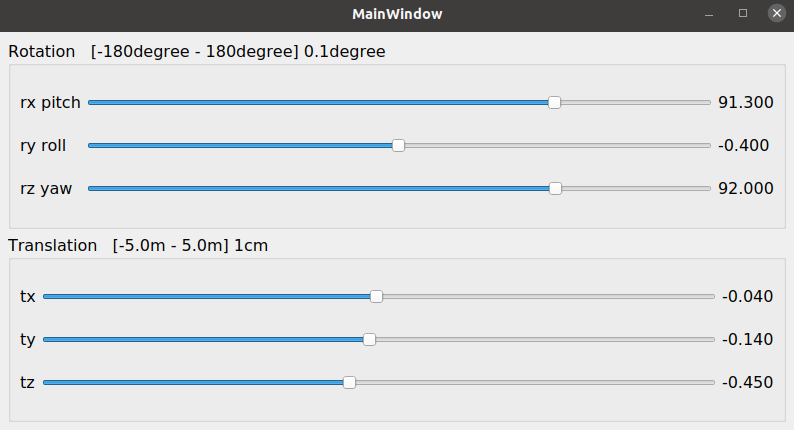 MainWindow
Rotation [-180degree - 180degree] 0.1degree
rx pitch 91.300
ry roll -0.400
rz yaw 92.000
Translation [-5.0m - 5.0m] 1cm
tx -0.040
ty -0.140
tz -0.450